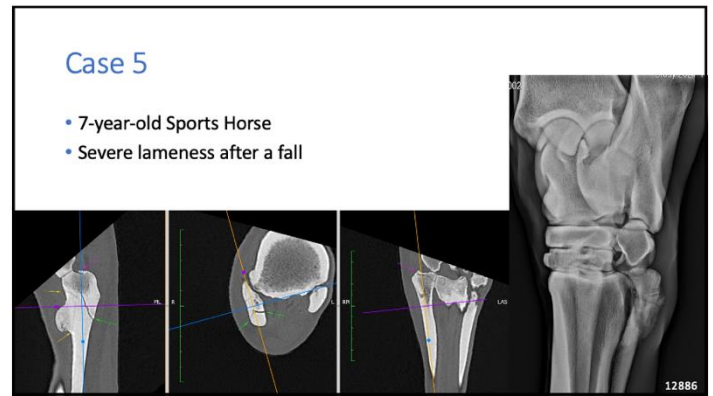 Case 5
• 7-year-old Sports Horse
• Severe lameness after a fall
R
L
12886